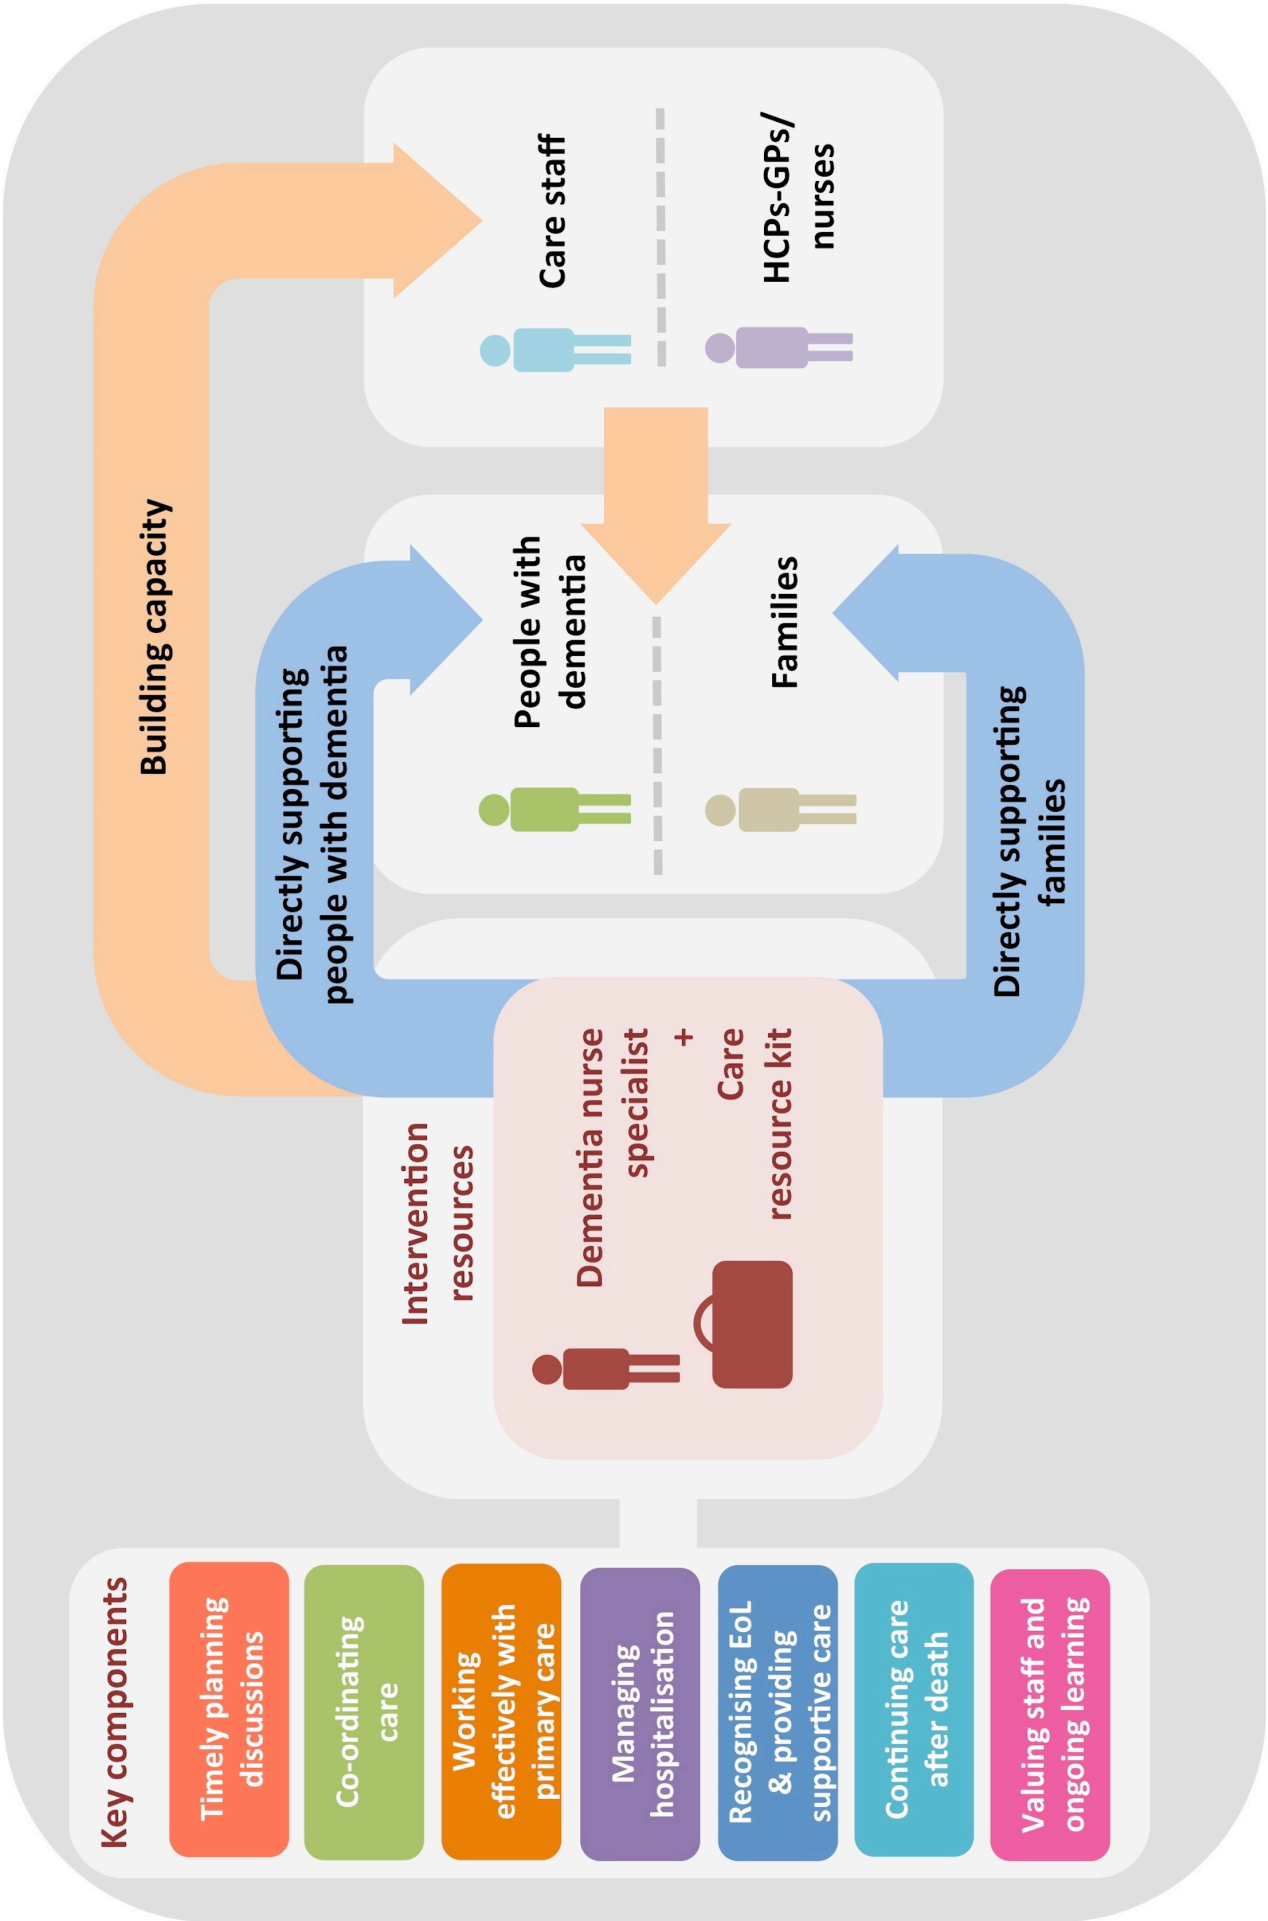 Key components
Timely planning
discussions
Co-ordinating
care
Working
effectively with
primary care
Managing
hospitalisation
Recognising EoL
& providing
supportive care
Continuing care
after death
Valuing staff and
ongoing learning
Intervention
resources
Dementia nurse
specialist
+
Care
resource kit
Building capacity
Directly supporting
people with dementia
People with
dementia
Families
Directly supporting
families
Care staff
HCPs-GPs/
nurses